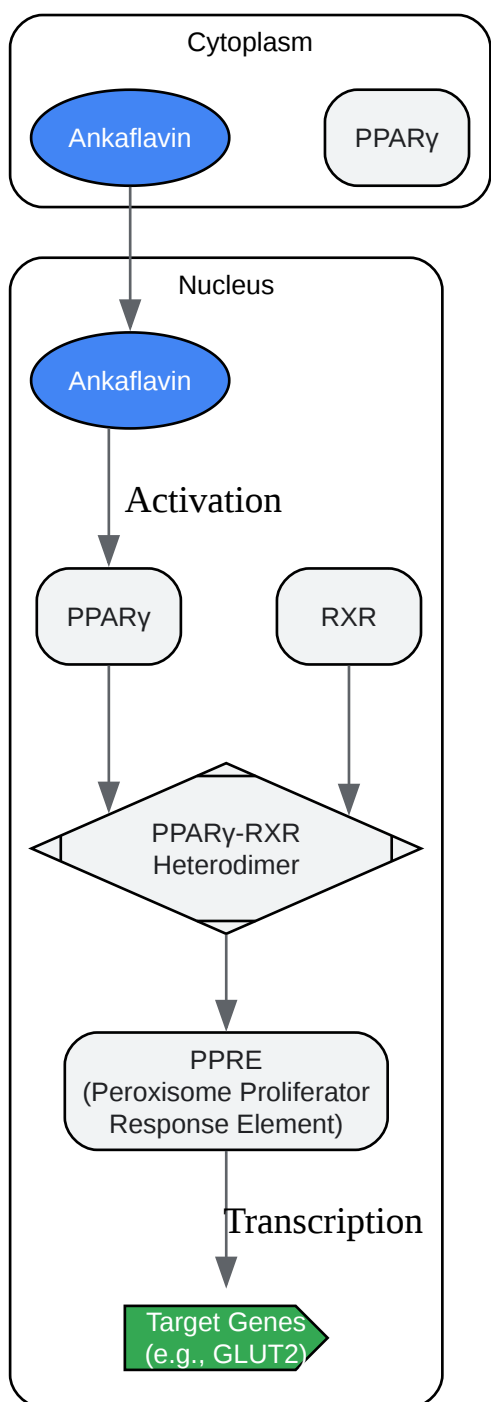 Cytoplasm
Ankaflavin
PPARγ
Nucleus
Ankaflavin
Activation
PPARγ
RXR
PPARγ-RXR
Heterodimer
PPRE
(Peroxisome Proliferator
Response Element)
Transcription
Target Genes
(e.g., GLUT2)